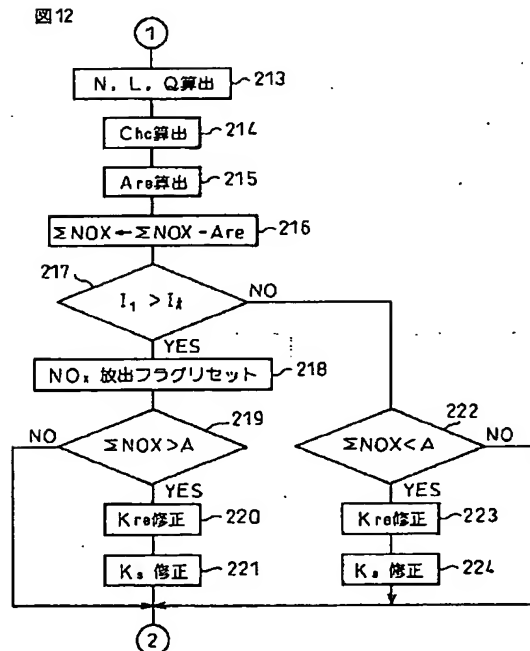 図12
1
N, L, Q算出
213
Chc算出
214
Are算出
215
ΣNOX←ΣNOX-Are
216
217
I₁ > Iₖ
NO
YES
NOₓ 放出フラグリセット
218
219
NO
ΣNOX>A
YES
Kre修正
220
Kₛ 修正
221
222
ΣNOX<A
NO
YES
Kre修正
223
Kₛ 修正
224
2